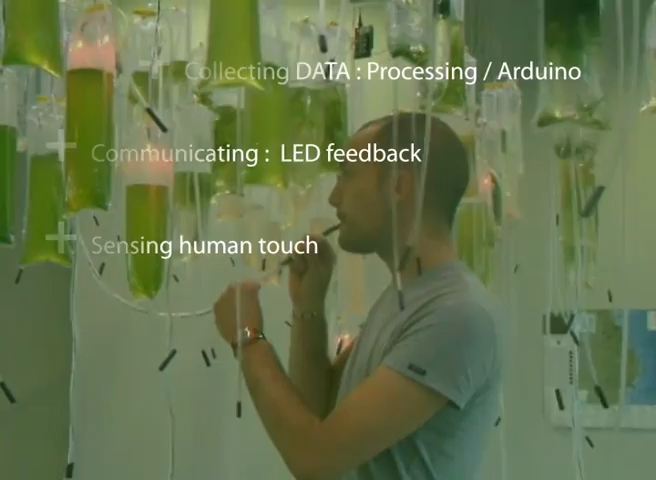 Collecting DATA : Processing / Arduino
Communicating : LED feedback
Sensing human touch